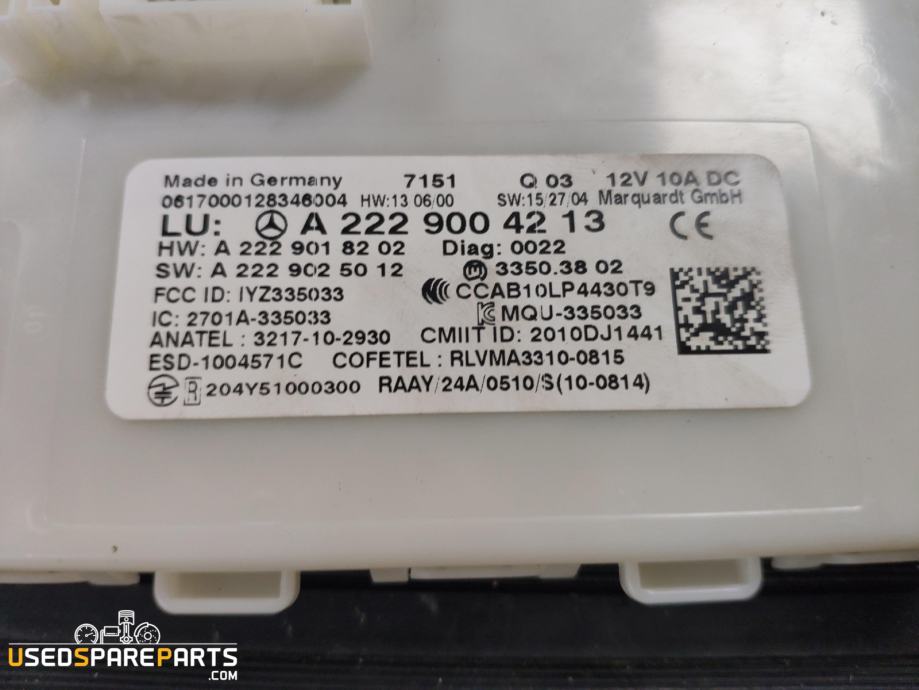 Made in Germany 7151 Q 03 12V 10A DC
0617000128346004 HW:13 06/00 SW:15/27/04 Marquardt GmbH
LU: A 222 900 42 13 CE
HW: A 222 901 82 02 Diag: 0022
SW: A 222 902 50 12 M 3350.3802
FCC ID: IYZ335033 CCAB10LP4430T9
IC: 2701A-335033 MQU-335033
ANATEL: 3217-10-2930 CMIIT ID: 2010DJ1441
ESD-1004571C COFETEL: RLVMA3310-0815
R 204Y51000300 RAAY/24A/0510/S(10-0814)
USEDSPAREPARTS
.COM